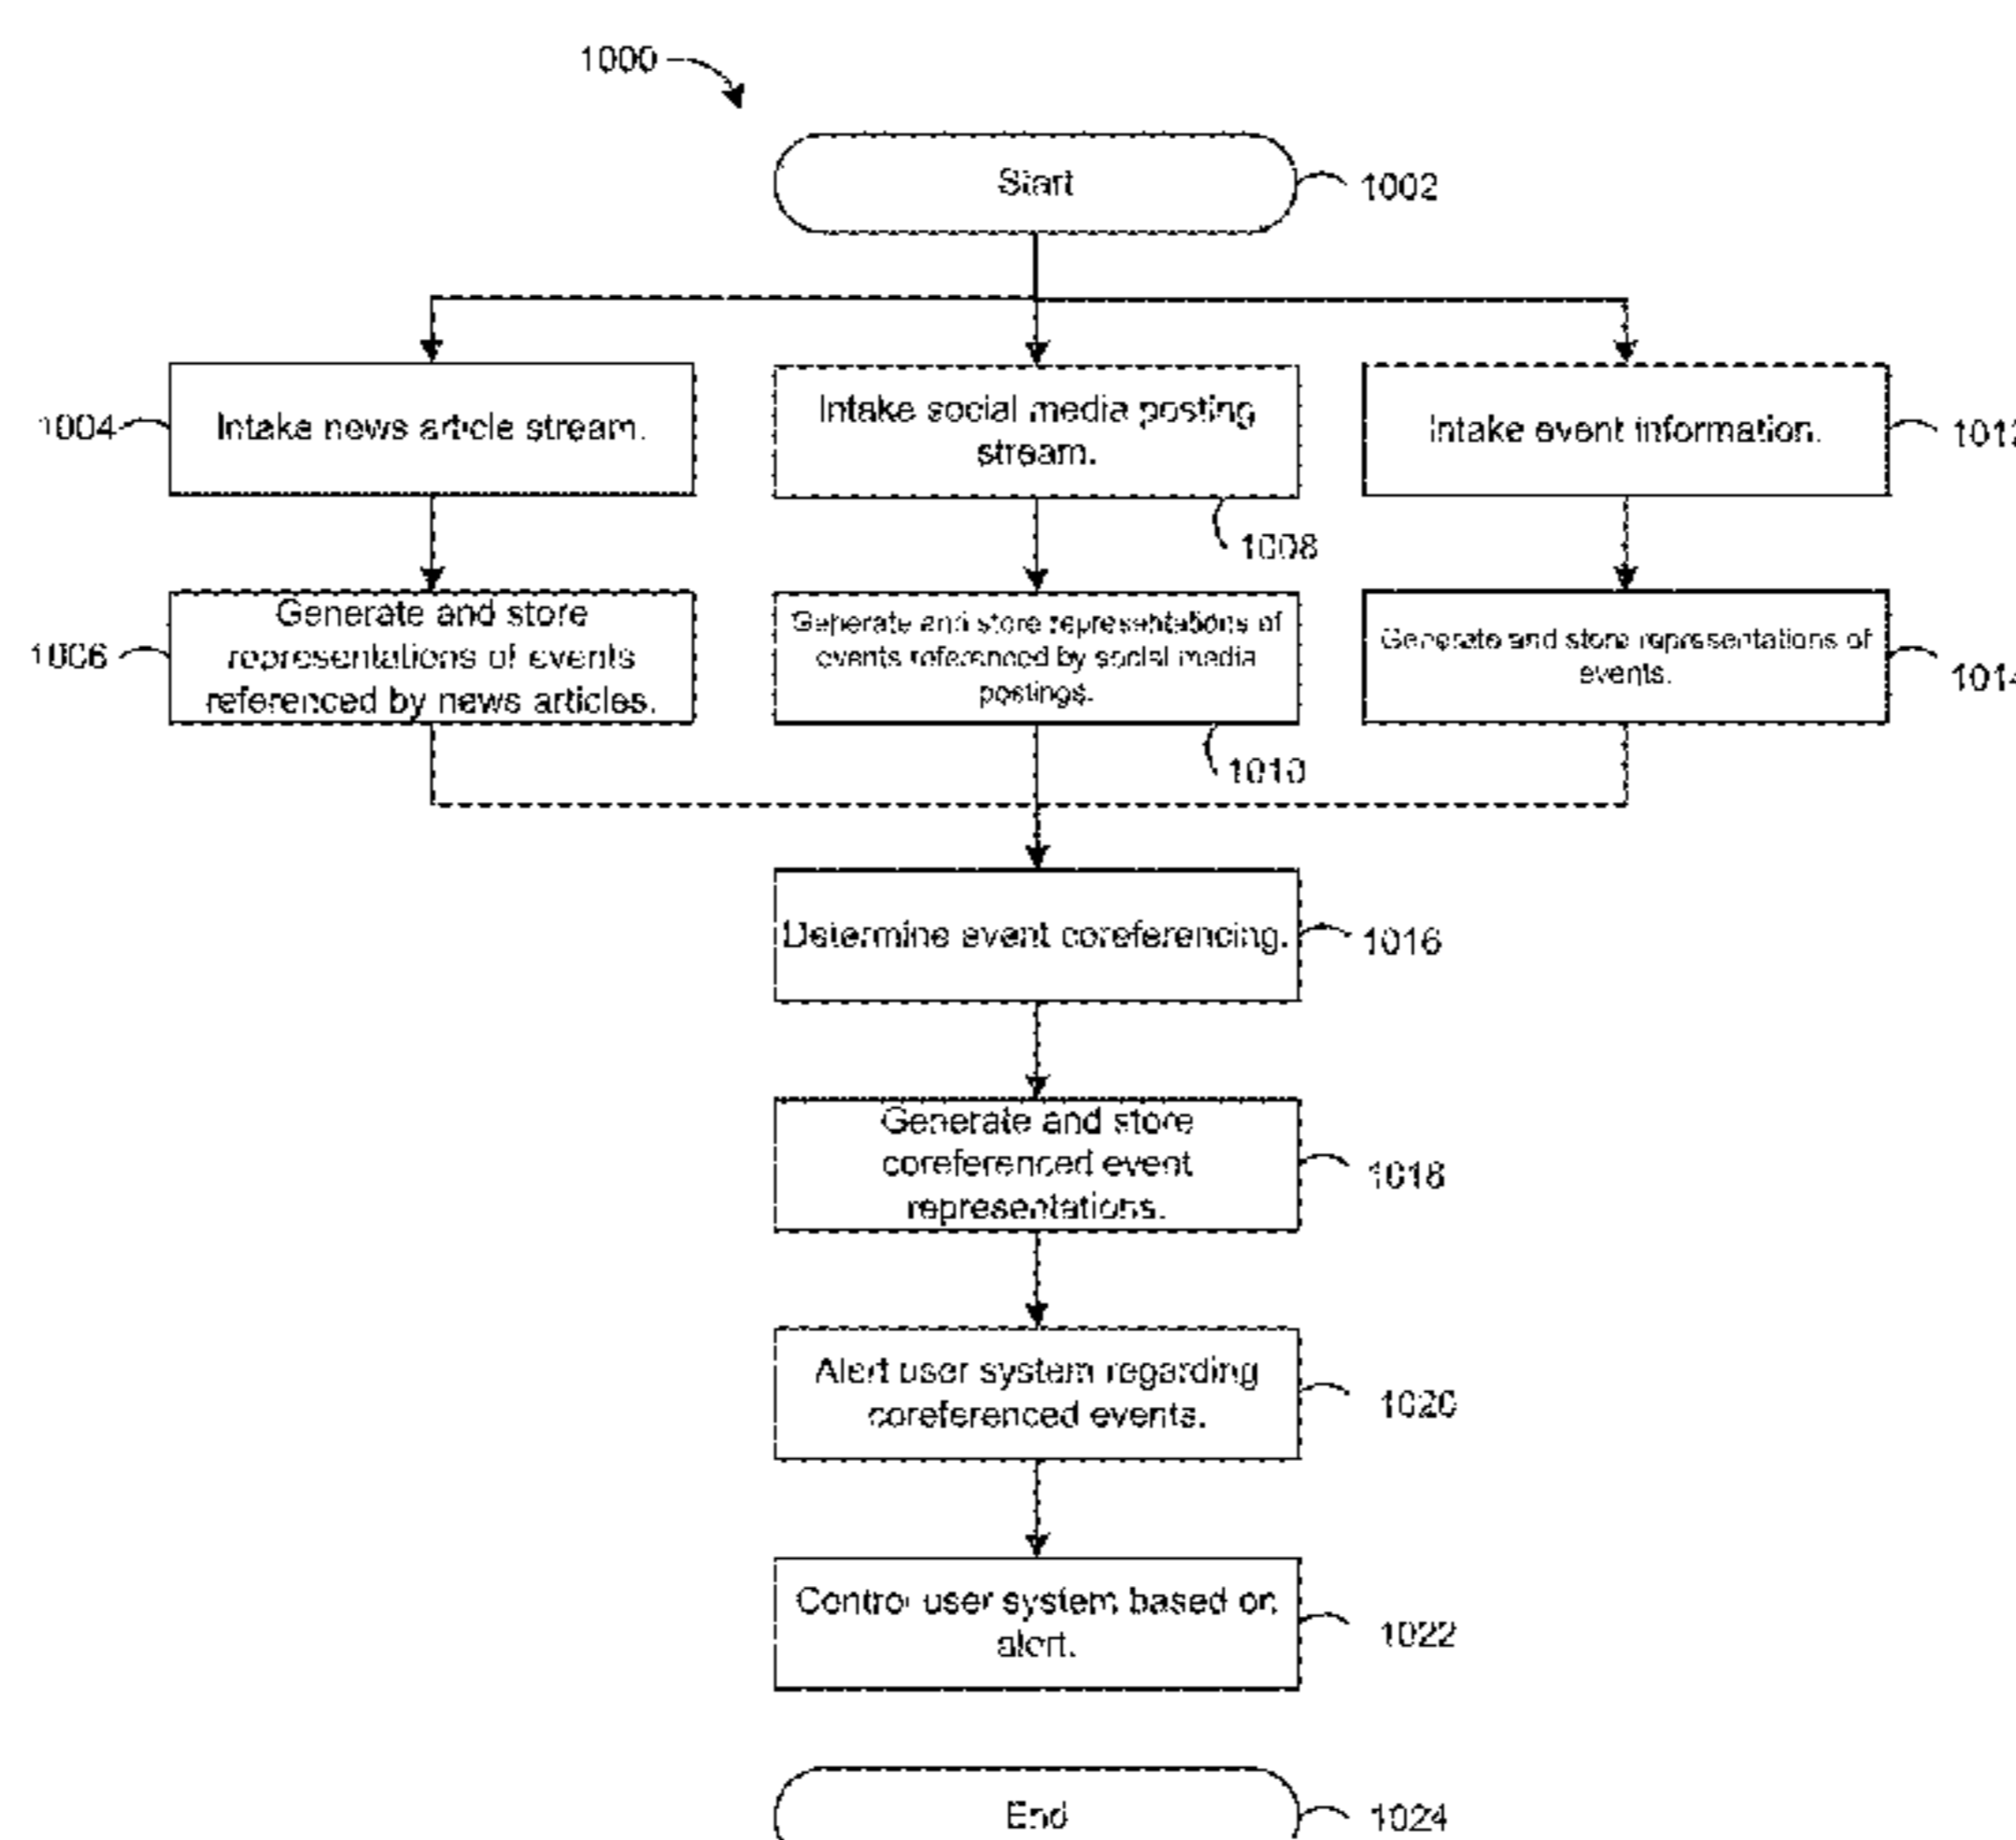 1000
Start
1002
1004
Intake news article stream.
Intake social media posting
stream.
1008
Intake event information.
1006
Generate and store
representations of events
referenced by news articles.
Generate and store representations of
events referenced by social media
postings.
1010
Generate and store representations of
events.
Determine event coreferencing.
1016
Generate and store
coreferenced event
representations.
1018
Alert user system regarding
coreferenced events.
1020
Control user system based on
alert.
1022
End
1024